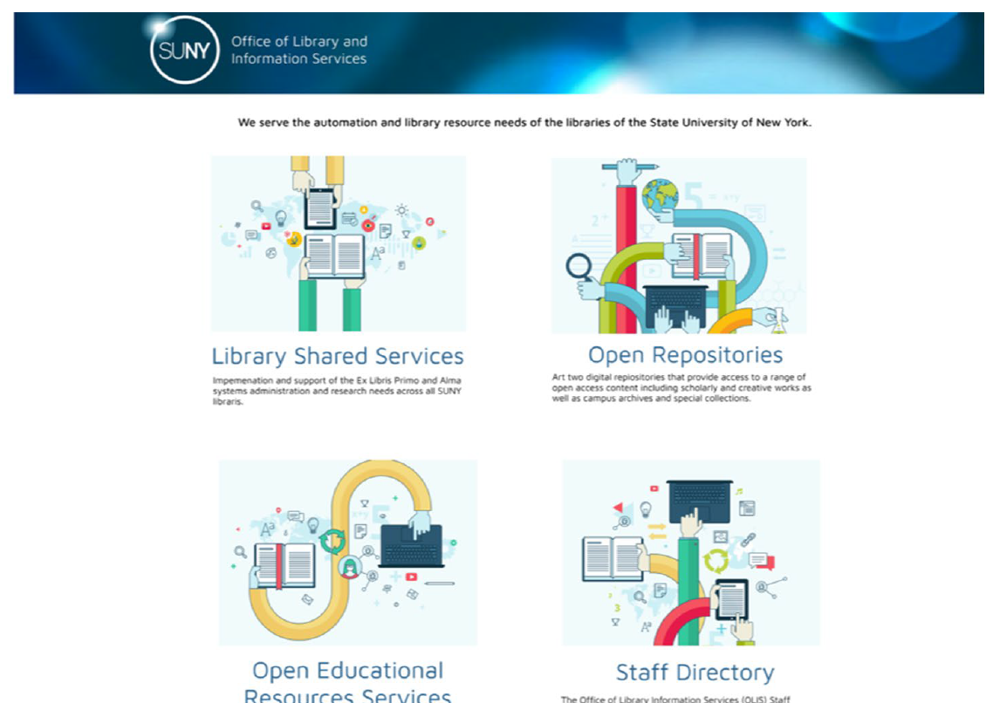 SUNY
Office of Library and
Information Services
We serve the automation and library resource needs of the libraries of the State University of New York.
Library Shared Services
Impemenation and support of the Ex Libris Primo and Alma
systems administration and research needs across all SUNY
libraris.
Open Repositories
Art two digital repiositories that provide access to a range of
open access content including scholarly and creative works as
well as campus archives and special collections.
Open Educational
Resources Services
Staff Directory
The Office of Library Information Services (OLIS) Staff